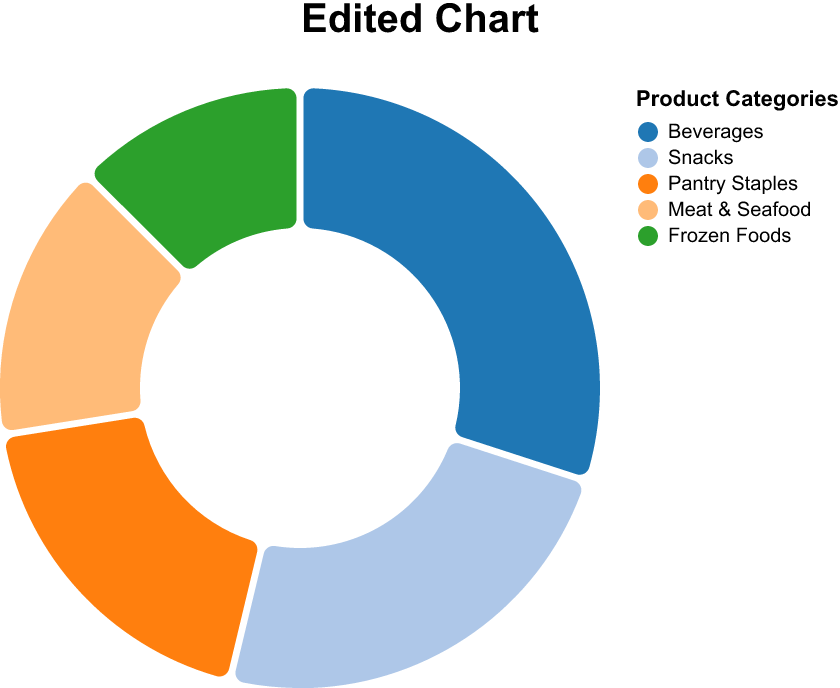 Edited Chart
Product Categories
Beverages
Snacks
Pantry Staples
Meat & Seafood
Frozen Foods